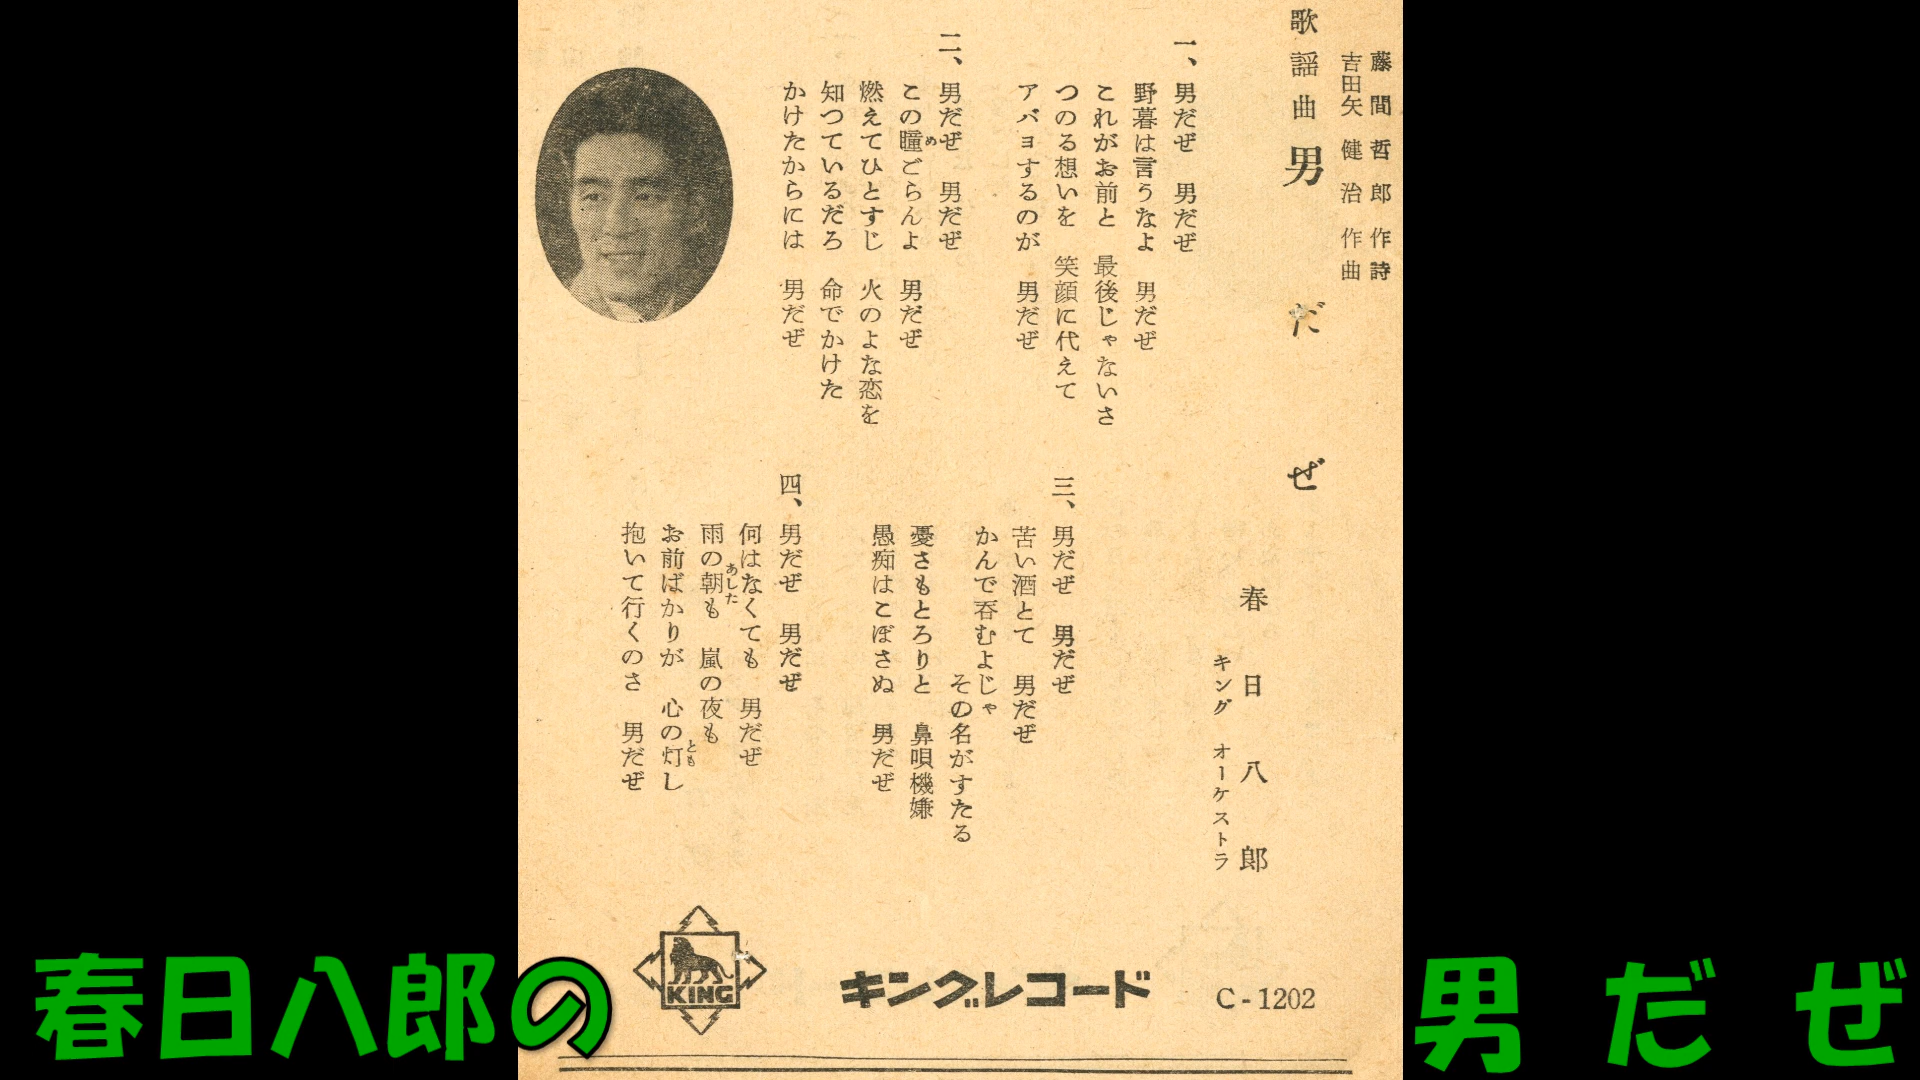 藤間哲郎作詩
吉田矢健治作曲
歌謡曲 男だぜ
春日八郎
キング オーケストラ
一、男だぜ 男だぜ
野暮は言うなよ 男だぜ
これがお前と 最後じゃないさ
つのる想いを 笑顔に代えて
アバヨするのが 男だぜ
二、男だぜ 男だぜ
この瞳ごらんよ 男だぜ
め
燃えてひとすじ 火のよな恋を
知つているだろ 命でかけた
かけたからには 男だぜ
三、男だぜ 男だぜ
苦い酒とて 男だぜ
かんで呑むよじゃ
その名がすたる
憂さもとろりと 鼻唄機嫌
愚痴はこぼさぬ 男だぜ
四、男だぜ 男だぜ
何はなくても 男だぜ
雨の朝も 嵐の夜も
あした
お前ばかりが 心の灯し
とも
抱いて行くのさ 男だぜ
KING
キングレコード
C-1202
春日八郎の
男だぜ